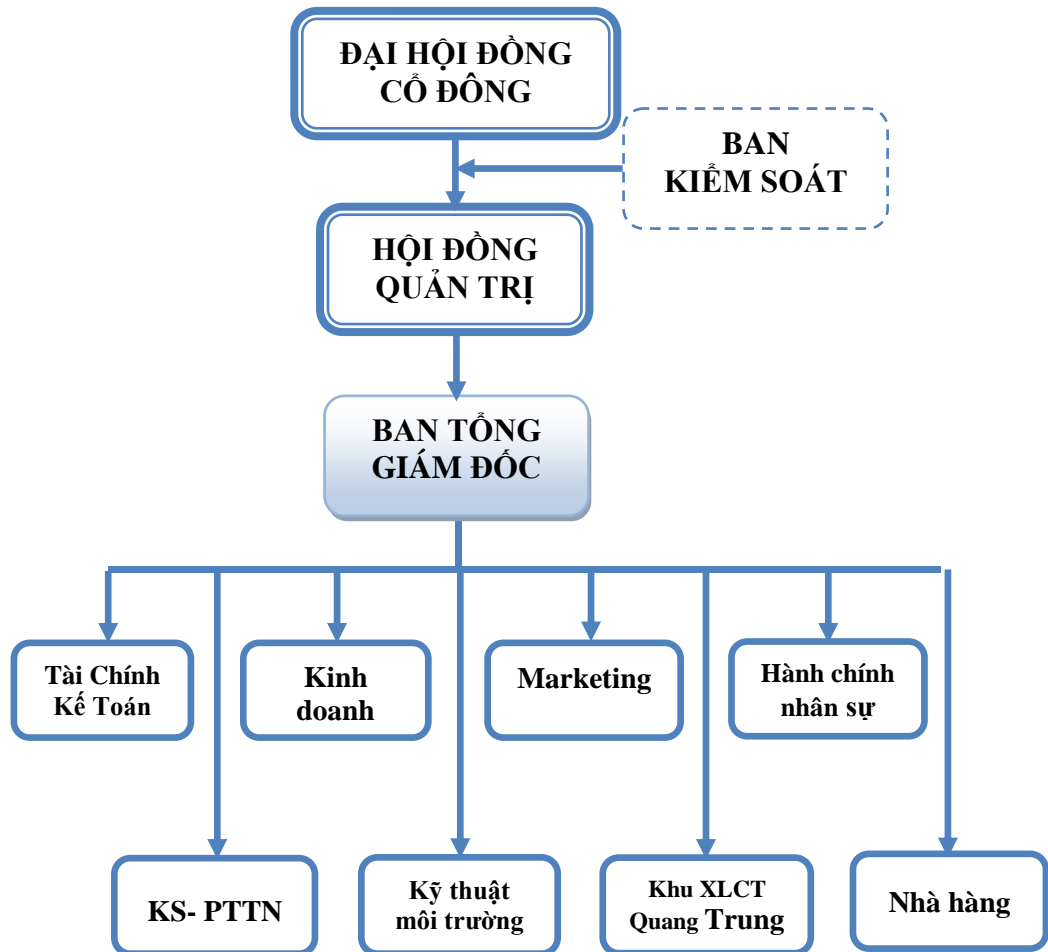 ĐẠI HỘI ĐỒNG
CỔ ĐÔNG
BAN
KIỂM SOÁT
HỘI ĐỒNG
QUẢN TRỊ
BAN TỔNG
GIÁM ĐỐC
Tài Chính
Kế Toán
Kinh
doanh
Marketing
Hành chính
nhân sự
KS- PTTN
Kỹ thuật
môi trường
Khu XLCT
Quang Trung
Nhà hàng